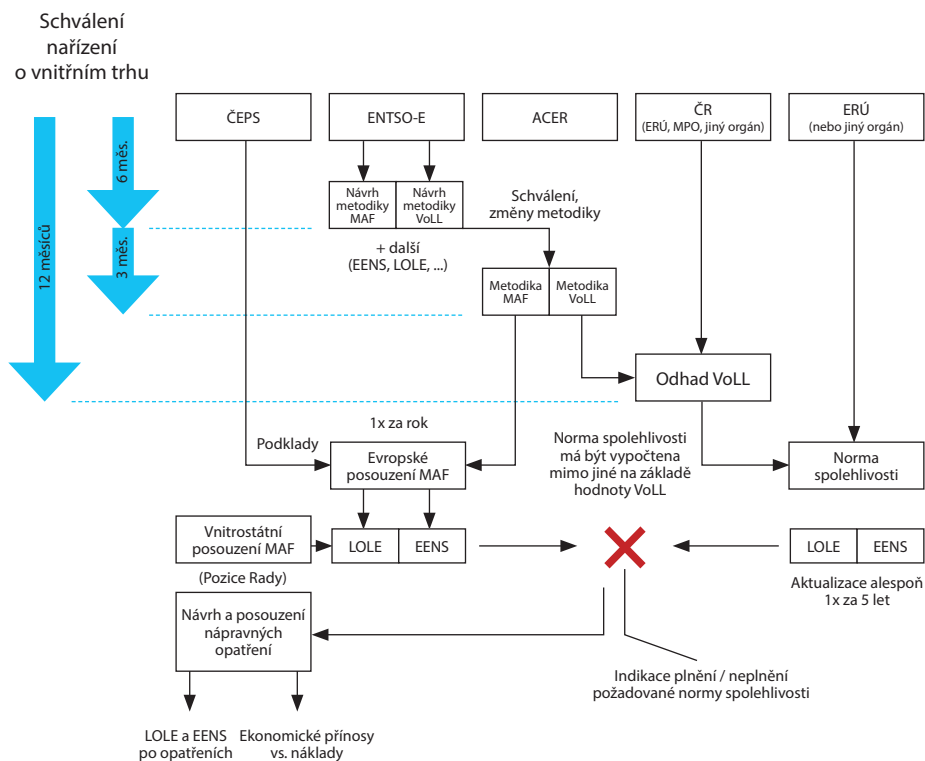 Schválení
nařízení
o vnitřním trhu
ČEPS
ENTSO-E
ACER
ČR
(ERÚ, MPO, jiný orgán)
ERÚ
(nebo jiný orgán)
6 měs.
3 měs.
12 měsíců
Návrh
metodiky
MAF
Návrh
metodiky
VoLL
Schválení,
změny metodiky
+ další
(EENS, LOLE, ...)
Metodika
MAF
Metodika
VoLL
Odhad VoLL
1x za rok
Podklady
Evropské
posouzení MAF
Norma spolehlivosti
má být vypočtena
mimo jiné na základě
hodnoty VoLL
Norma
spolehlivosti
Vnitrostátní
posouzení MAF
(Pozice Rady)
LOLE
EENS
LOLE
EENS
Aktualizace alespoň
1x za 5 let
Návrh a posouzení
nápravných
opatření
Indikace plnění / neplnění
požadované normy spolehlivosti
LOLE a EENS
po opatřeních
Ekonomické přínosy
vs. náklady